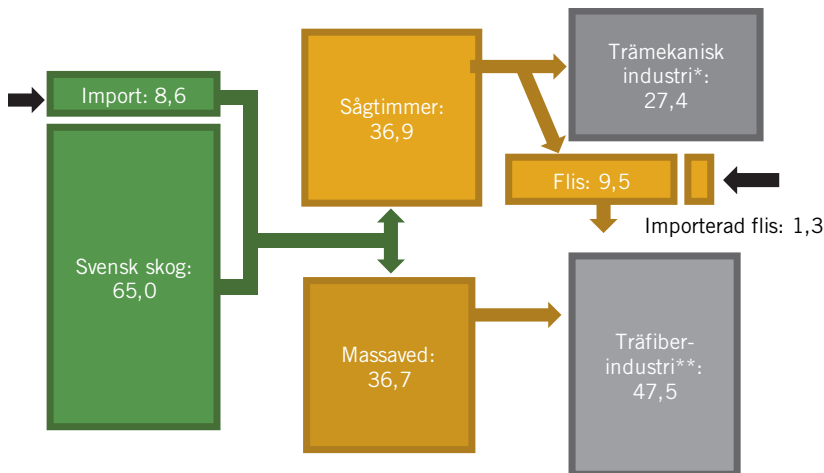 Import: 8,6
Svensk skog:
65,0
Sågtimmer:
36,9
Massaved:
36,7
Trämekanisk
industri*:
27,4
Flis: 9,5
Importerad flis: 1,3
Träfiber-
industri**:
47,5